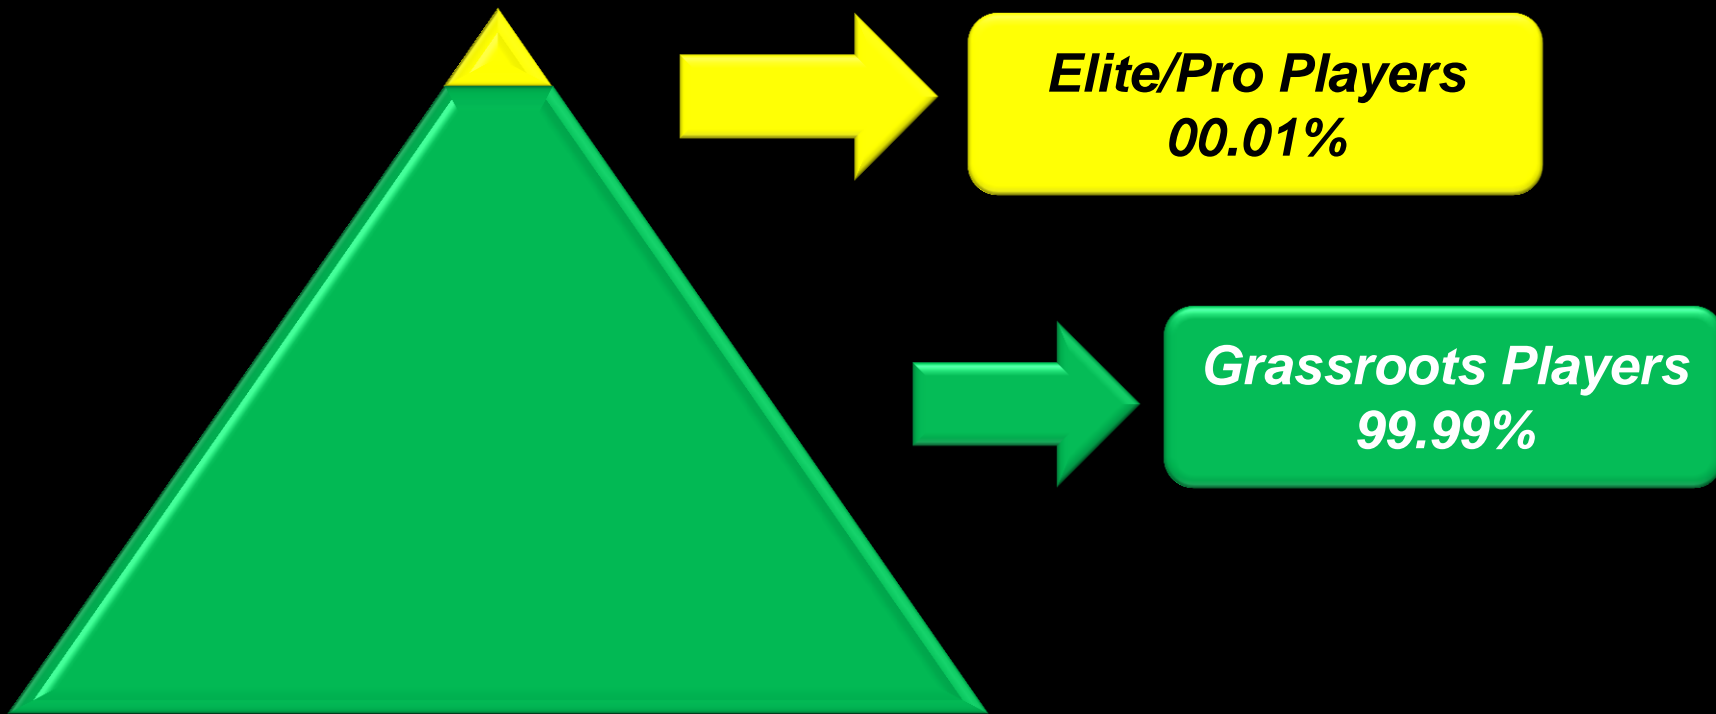 Elite/Pro Players
00.01%
Grassroots Players
99.99%